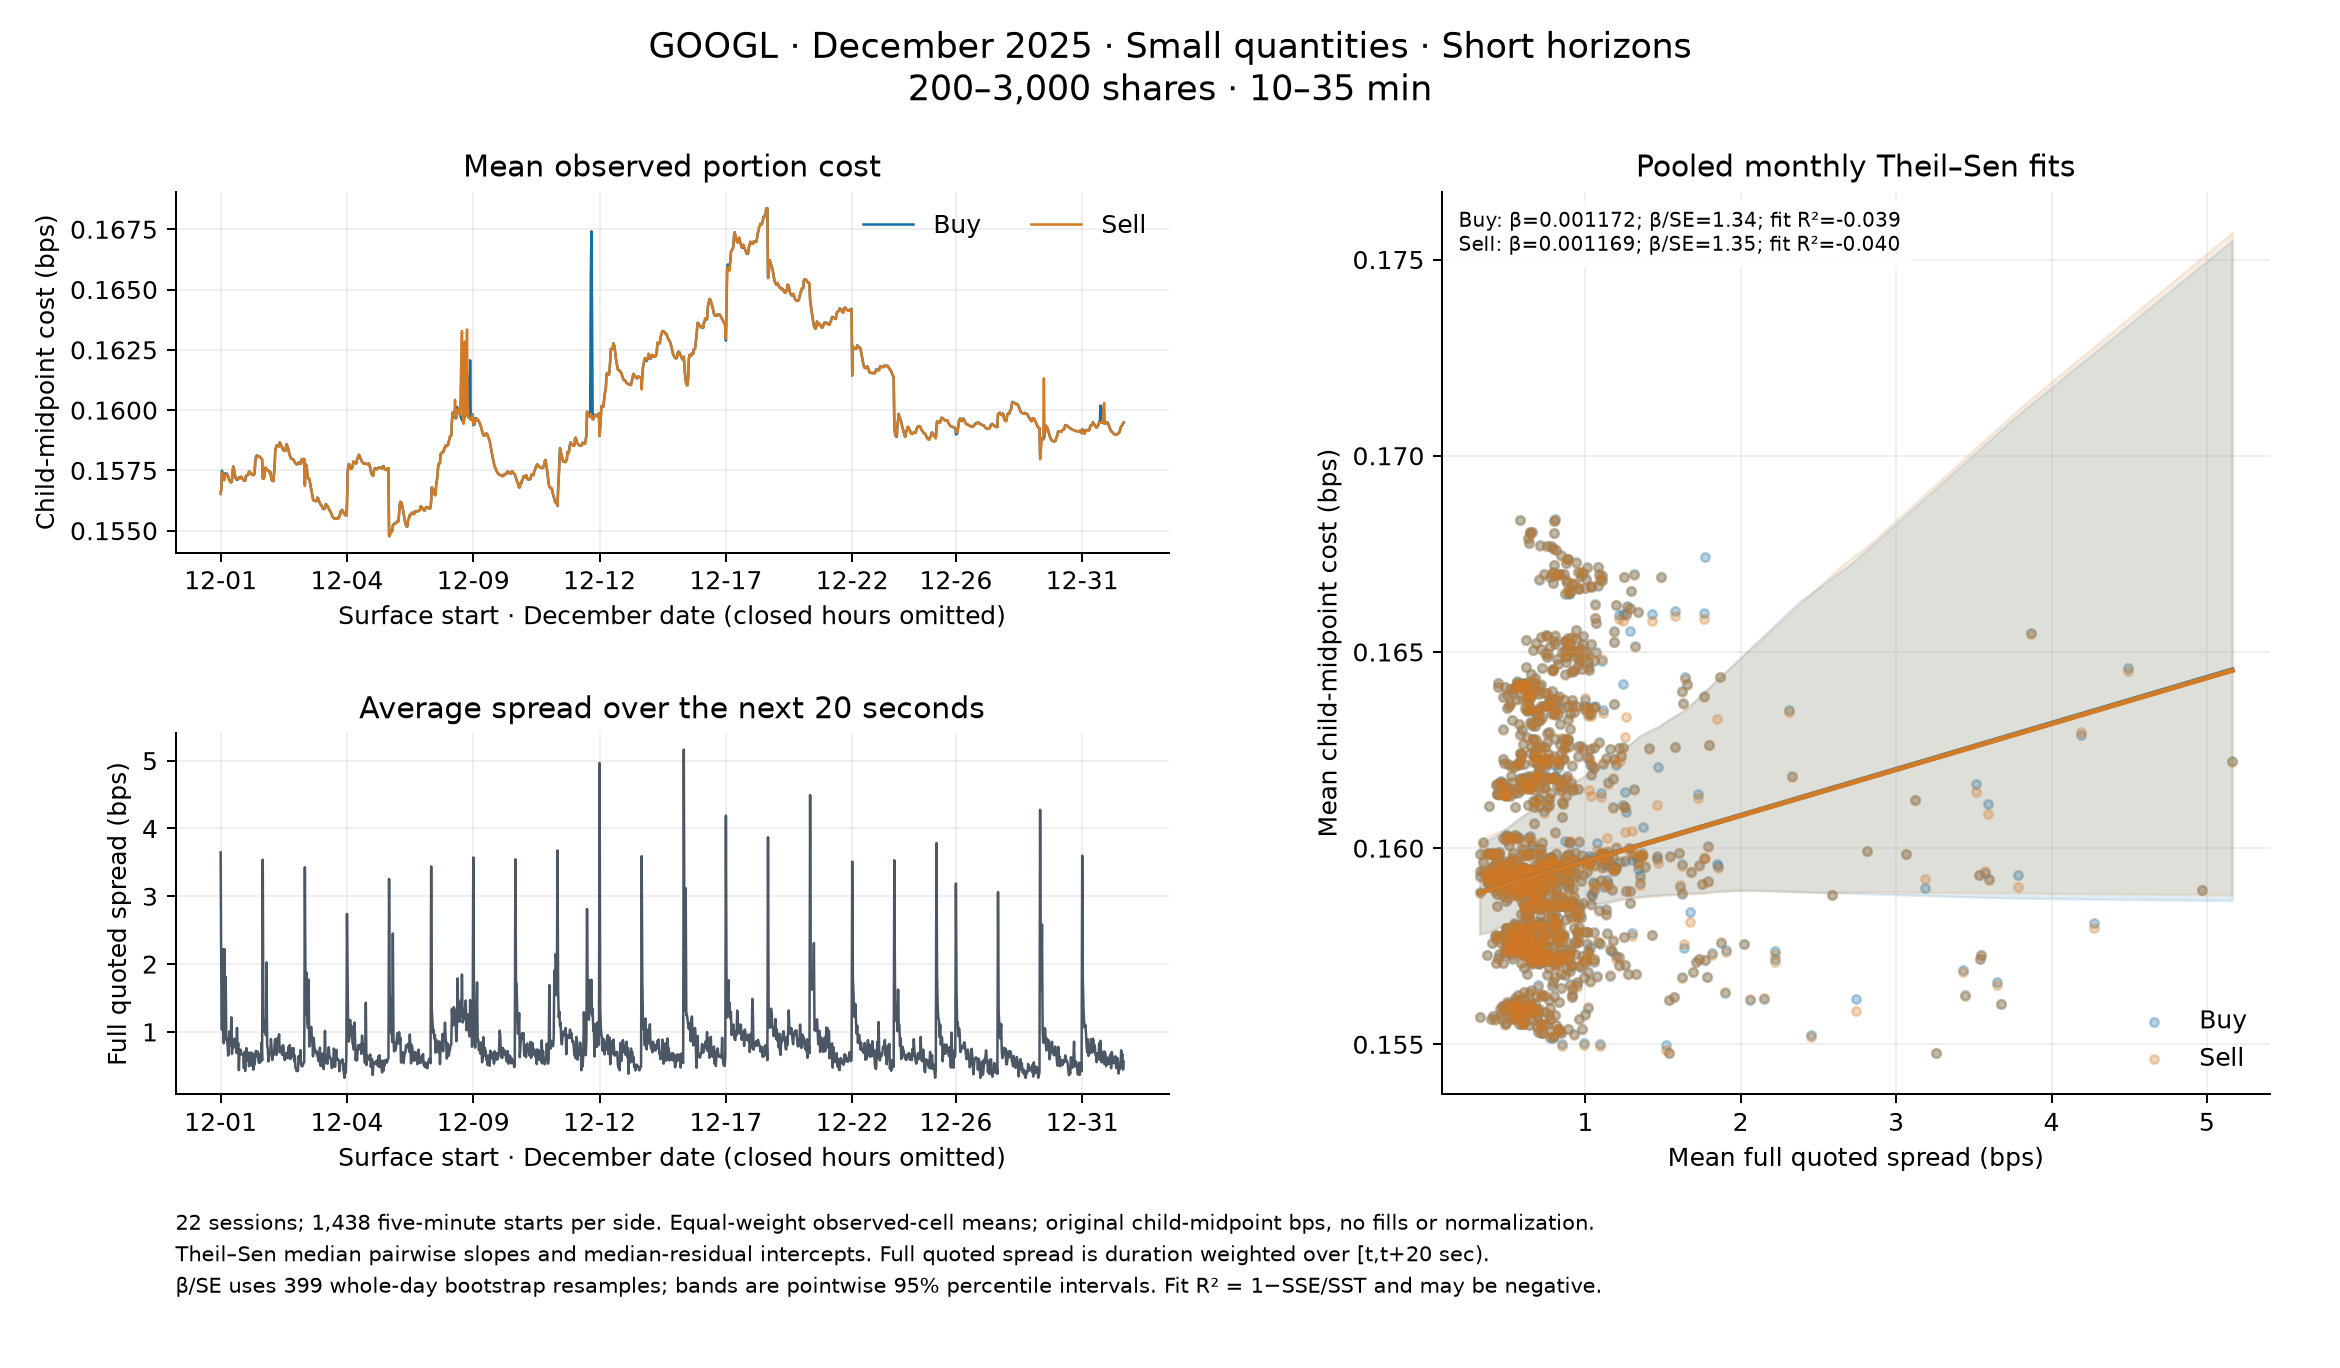 GOOGL · December 2025 · Small quantities · Short horizons
200–3,000 shares · 10–35 min
Mean observed portion cost
Child-midpoint cost (bps)
0.1675
0.1650
0.1625
0.1600
0.1575
0.1550
Buy
Sell
12-01
12-04
12-09
12-12
12-17
12-22
12-26
12-31
Surface start · December date (closed hours omitted)
Average spread over the next 20 seconds
Full quoted spread (bps)
5
4
3
2
1
12-01
12-04
12-09
12-12
12-17
12-22
12-26
12-31
Surface start · December date (closed hours omitted)
Pooled monthly Theil–Sen fits
Buy: β=0.001172; β/SE=1.34; fit R²=-0.039
Sell: β=0.001169; β/SE=1.35; fit R²=-0.040
Mean child-midpoint cost (bps)
0.175
0.170
0.165
0.160
0.155
Buy
Sell
1
2
3
4
5
Mean full quoted spread (bps)
22 sessions; 1,438 five-minute starts per side. Equal-weight observed-cell means; original child-midpoint bps, no fills or normalization.
Theil–Sen median pairwise slopes and median-residual intercepts. Full quoted spread is duration weighted over [t,t+20 sec).
β/SE uses 399 whole-day bootstrap resamples; bands are pointwise 95% percentile intervals. Fit R² = 1−SSE/SST and may be negative.